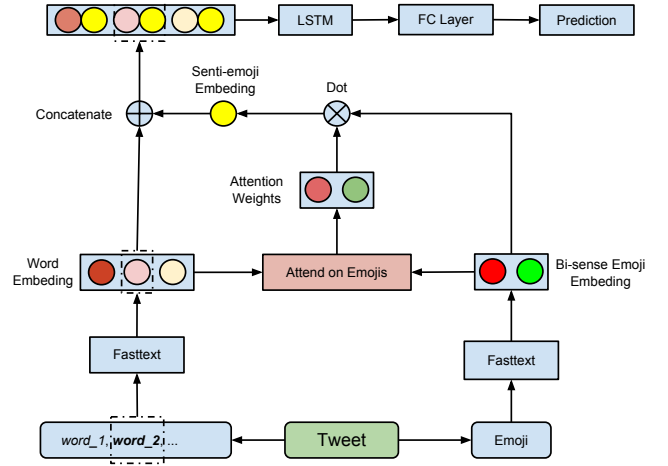 LSTM
FC Layer
Prediction
Senti-emoji
Embeding
Dot
Concatenate
Attention
Weights
Word
Embeding
Attend on Emojis
Bi-sense Emoji
Embeding
Fasttext
Fasttext
word_1, word_2, ...
Tweet
Emoji